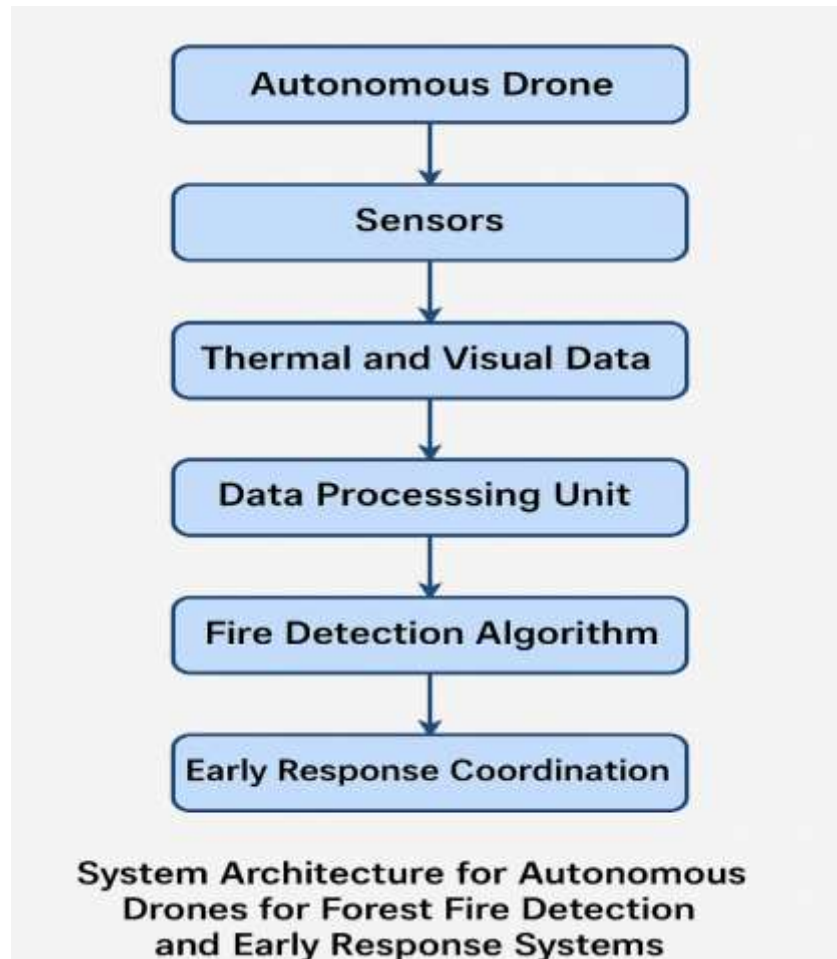 Autonomous Drone
Sensors
Thermal and Visual Data
Data Processsing Unit
Fire Detection Algorithm
Early Response Coordination
System Architecture for Autonomous
Drones for Forest Fire Detection
and Early Response Systems